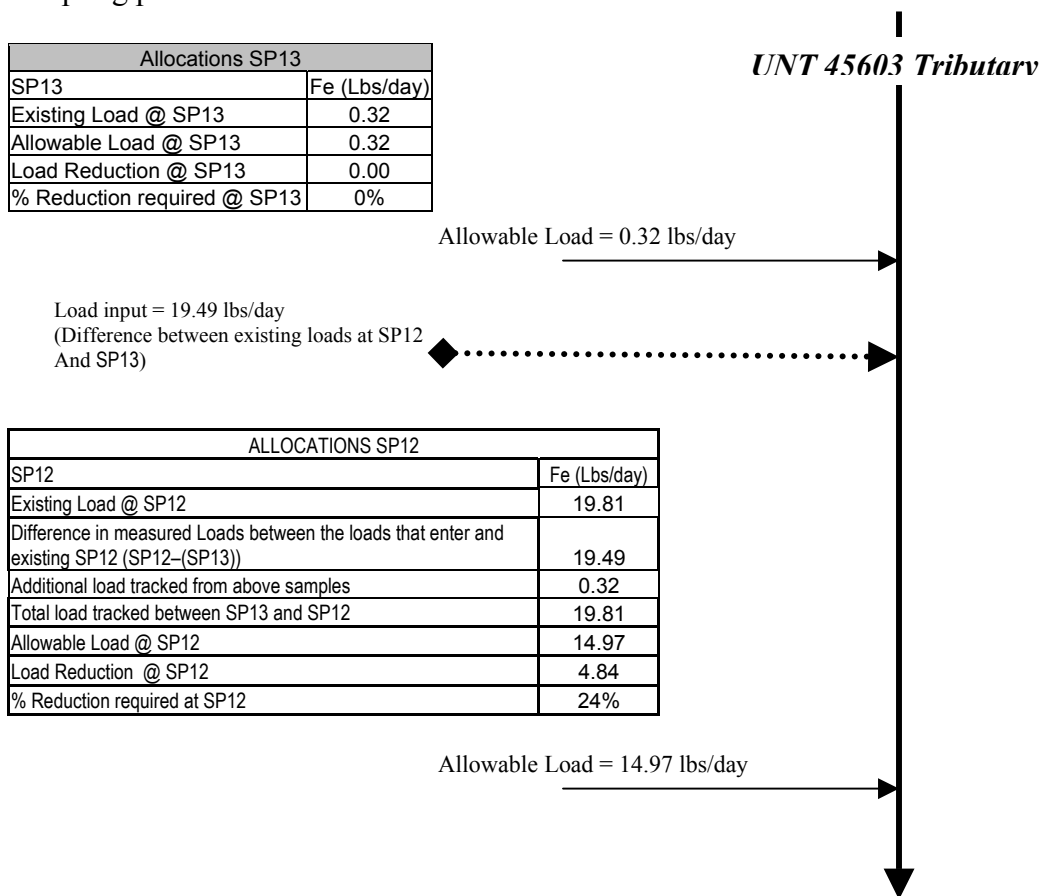 UNT 45603 Tributary
Allocations SP13
SP13 Fe (Lbs/day)
Existing Load @ SP13 0.32
Allowable Load @ SP13 0.32
Load Reduction @ SP13 0.00
% Reduction required @ SP13 0%
Allowable Load = 0.32 lbs/day
Load input = 19.49 lbs/day
(Difference between existing loads at SP12
And SP13)
ALLOCATIONS SP12
SP12 Fe (Lbs/day)
Existing Load @ SP12 19.81
Difference in measured Loads between the loads that enter and
existing SP12 (SP12–(SP13)) 19.49
Additional load tracked from above samples 0.32
Total load tracked between SP13 and SP12 19.81
Allowable Load @ SP12 14.97
Load Reduction @ SP12 4.84
% Reduction required at SP12 24%
Allowable Load = 14.97 lbs/day